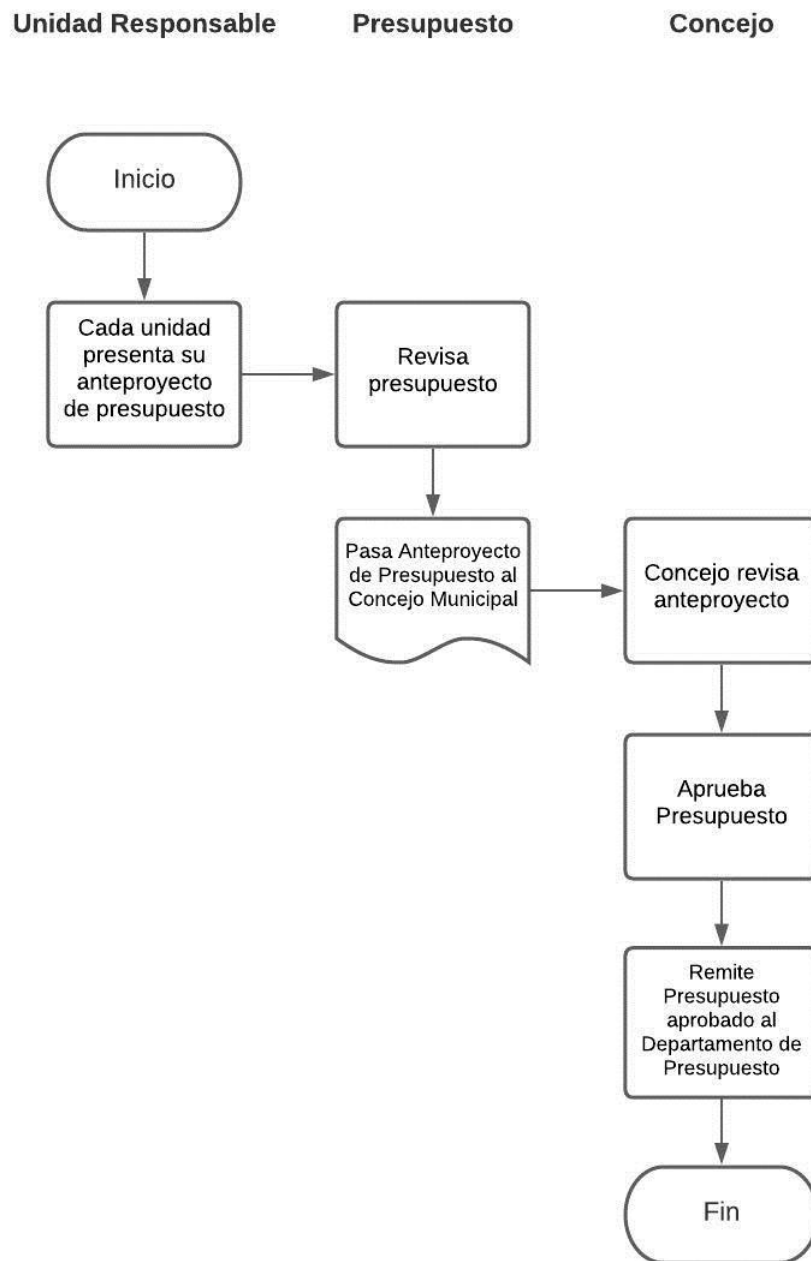 Unidad Responsable
Presupuesto
Concejo
Inicio
Cada unidad
presenta su
anteproyecto
de presupuesto
Revisa
presupuesto
Pasa Anteproyecto
de Presupuesto al
Concejo Municipal
Concejo revisa
anteproyecto
Aprueba
Presupuesto
Remite
Presupuesto
aprobado al
Departamento de
Presupuesto
Fin